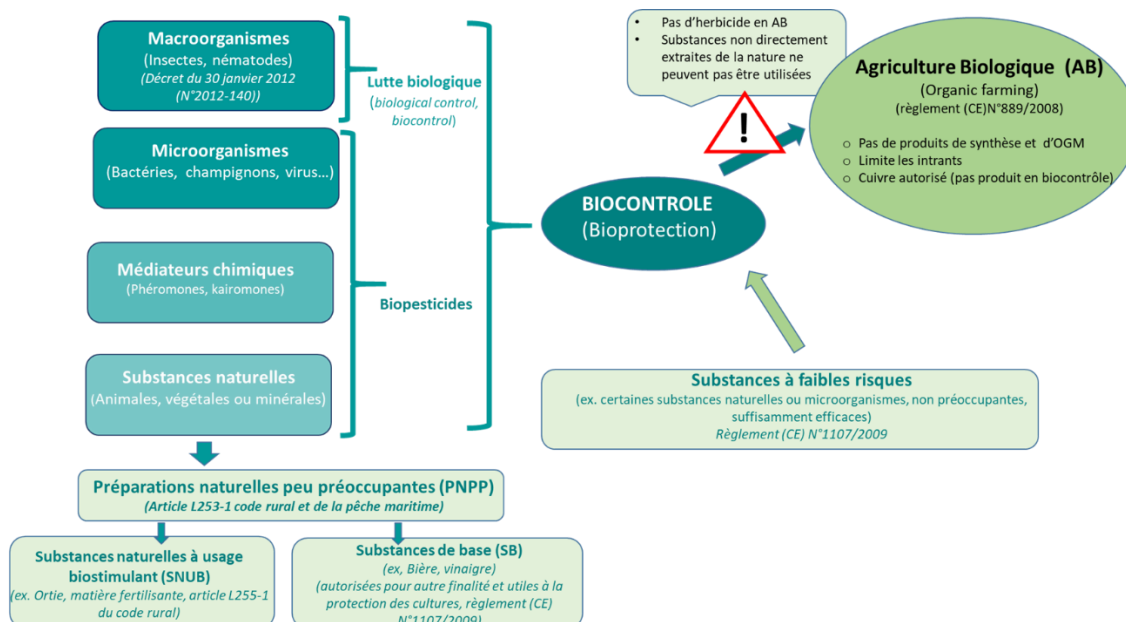 Macroorganismes
(Insectes, nématodes)
(Décret du 30 janvier 2012
(N°2012-140))
Lutte biologique
(biological control,
biocontrol)
Microorganismes
(Bactéries, champignons, virus...)
Médiateurs chimiques
(Phéromones, kairomones)
Biopesticides
Substances naturelles
(Animales, végétales ou minérales)
BIOCONTROLE
(Bioprotection)
• Pas d'herbicide en AB
• Substances non directement
extraites de la nature ne
peuvent pas être utilisées
!
Agriculture Biologique (AB)
(Organic farming)
(règlement (CE)N°889/2008)
o Pas de produits de synthèse et d'OGM
o Limite les intrants
o Cuivre autorisé (pas produit en biocontrôle)
Substances à faibles risques
(ex. certaines substances naturelles ou microorganismes, non préoccupantes,
suffisamment efficaces)
Règlement (CE) N°1107/2009
Préparations naturelles peu préoccupantes (PNPP)
(Article L253-1 code rural et de la pêche maritime)
Substances naturelles à usage
biostimulant (SNUB)
(ex. Ortie, matière fertilisante, article L255-1
du code rural)
Substances de base (SB)
(ex, Bière, vinaigre)
(autorisées pour autre finalité et utiles à la
protection des cultures, règlement (CE)
N°1107/2009)